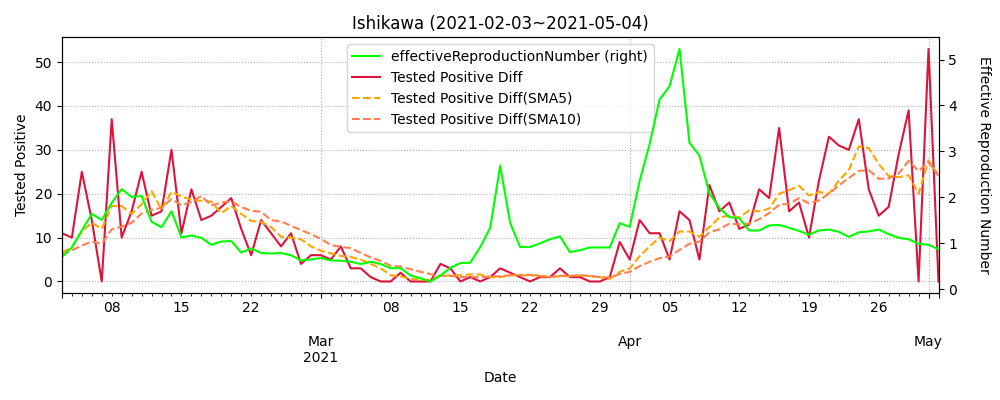 Ishikawa (2021-02-03~2021-05-04)
effectiveReproductionNumber (right)
Tested Positive Diff
Tested Positive Diff(SMA5)
Tested Positive Diff(SMA10)
Tested Positive
50
40
30
20
10
0
Effective Reproduction Number
5
4
3
2
1
0
08 15 22 08 15 22 29 05 12 19 26
Mar Apr May
2021
Date